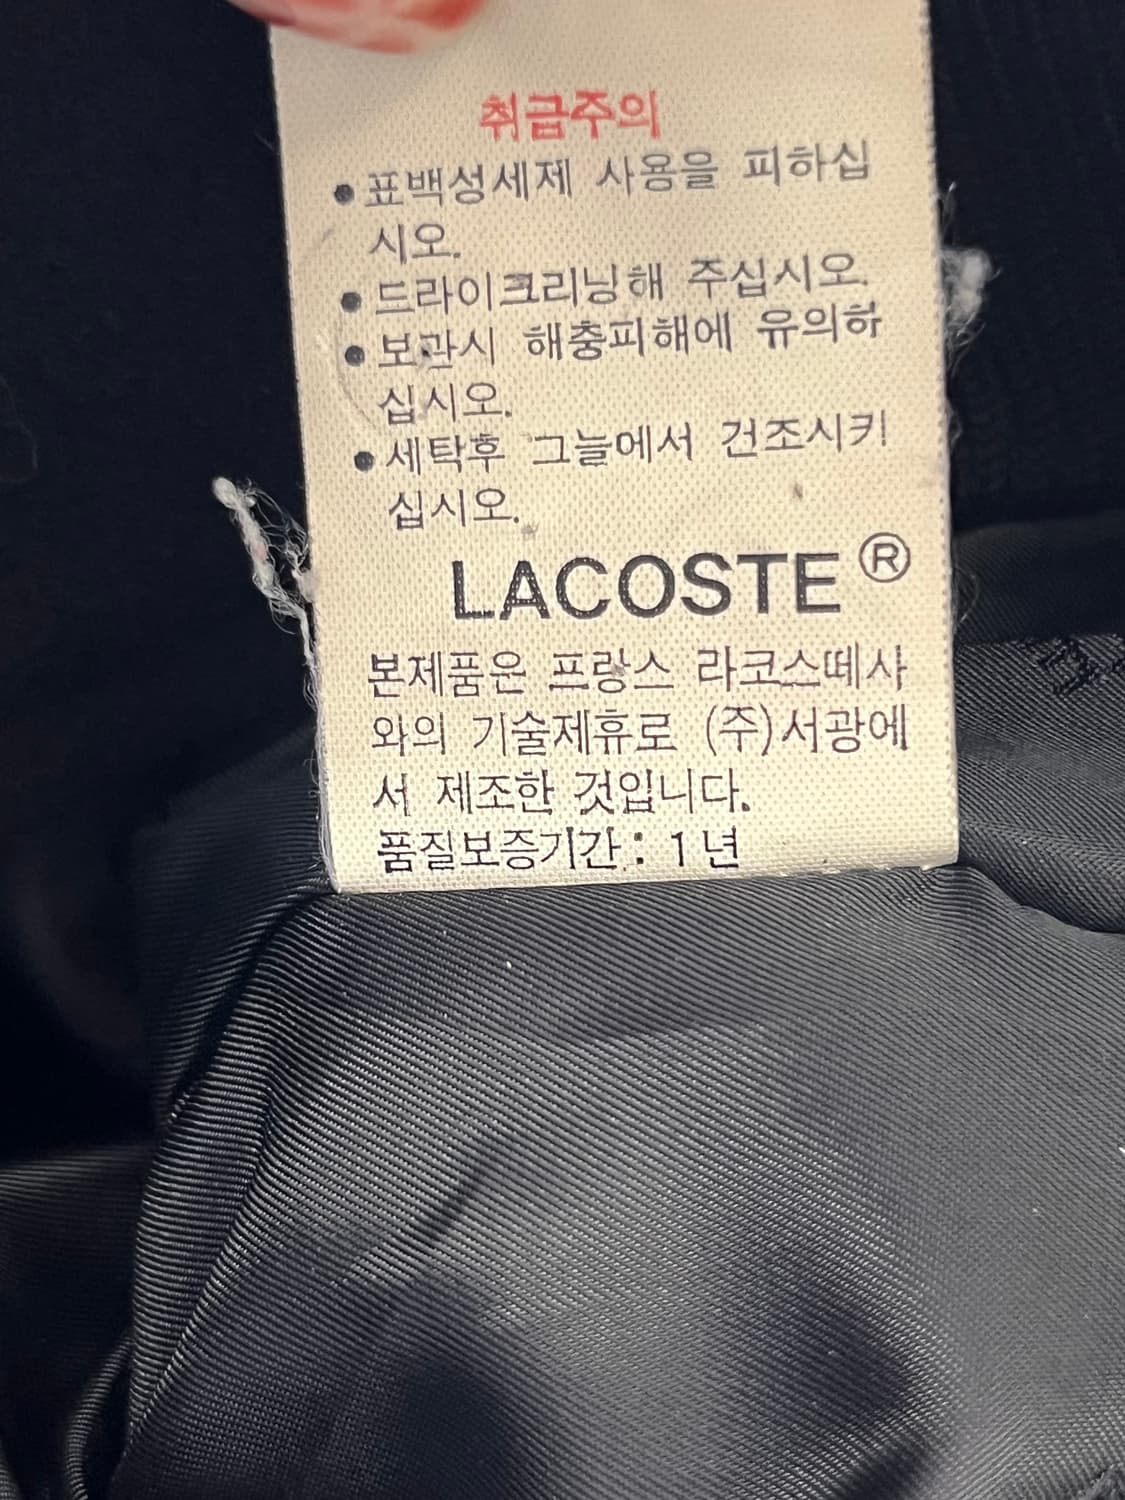 취급주의
• 표백성세제 사용을 피하십
시오.
• 드라이크리닝해 주십시오.
• 보관시 해충피해에 유의하
십시오.
• 세탁후 그늘에서 건조시키
십시오.
LACOSTE®
본제품은 프랑스 라코스떼사
와의 기술제휴로 (주)서광에
서 제조한 것입니다.
품질보증기간 : 1년